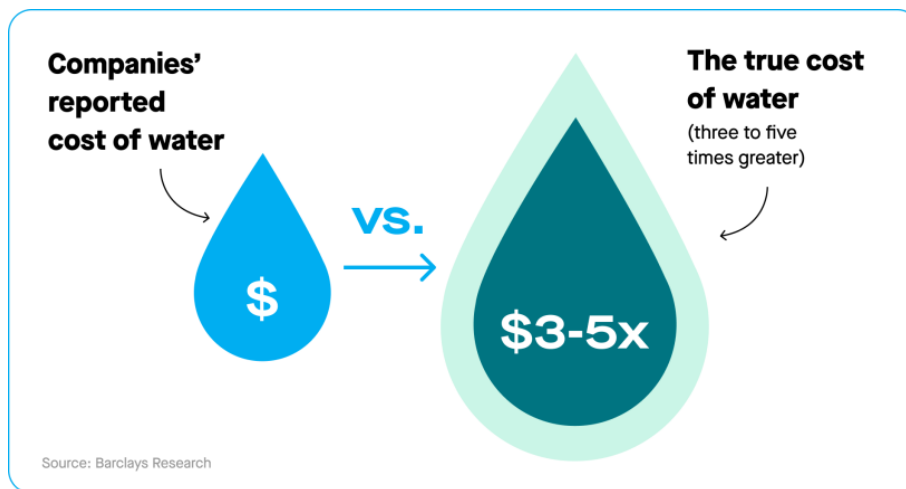 Companies’
reported
cost of water
The true cost
of water
(three to five
times greater)
vs.
$
$3-5x
Source: Barclays Research